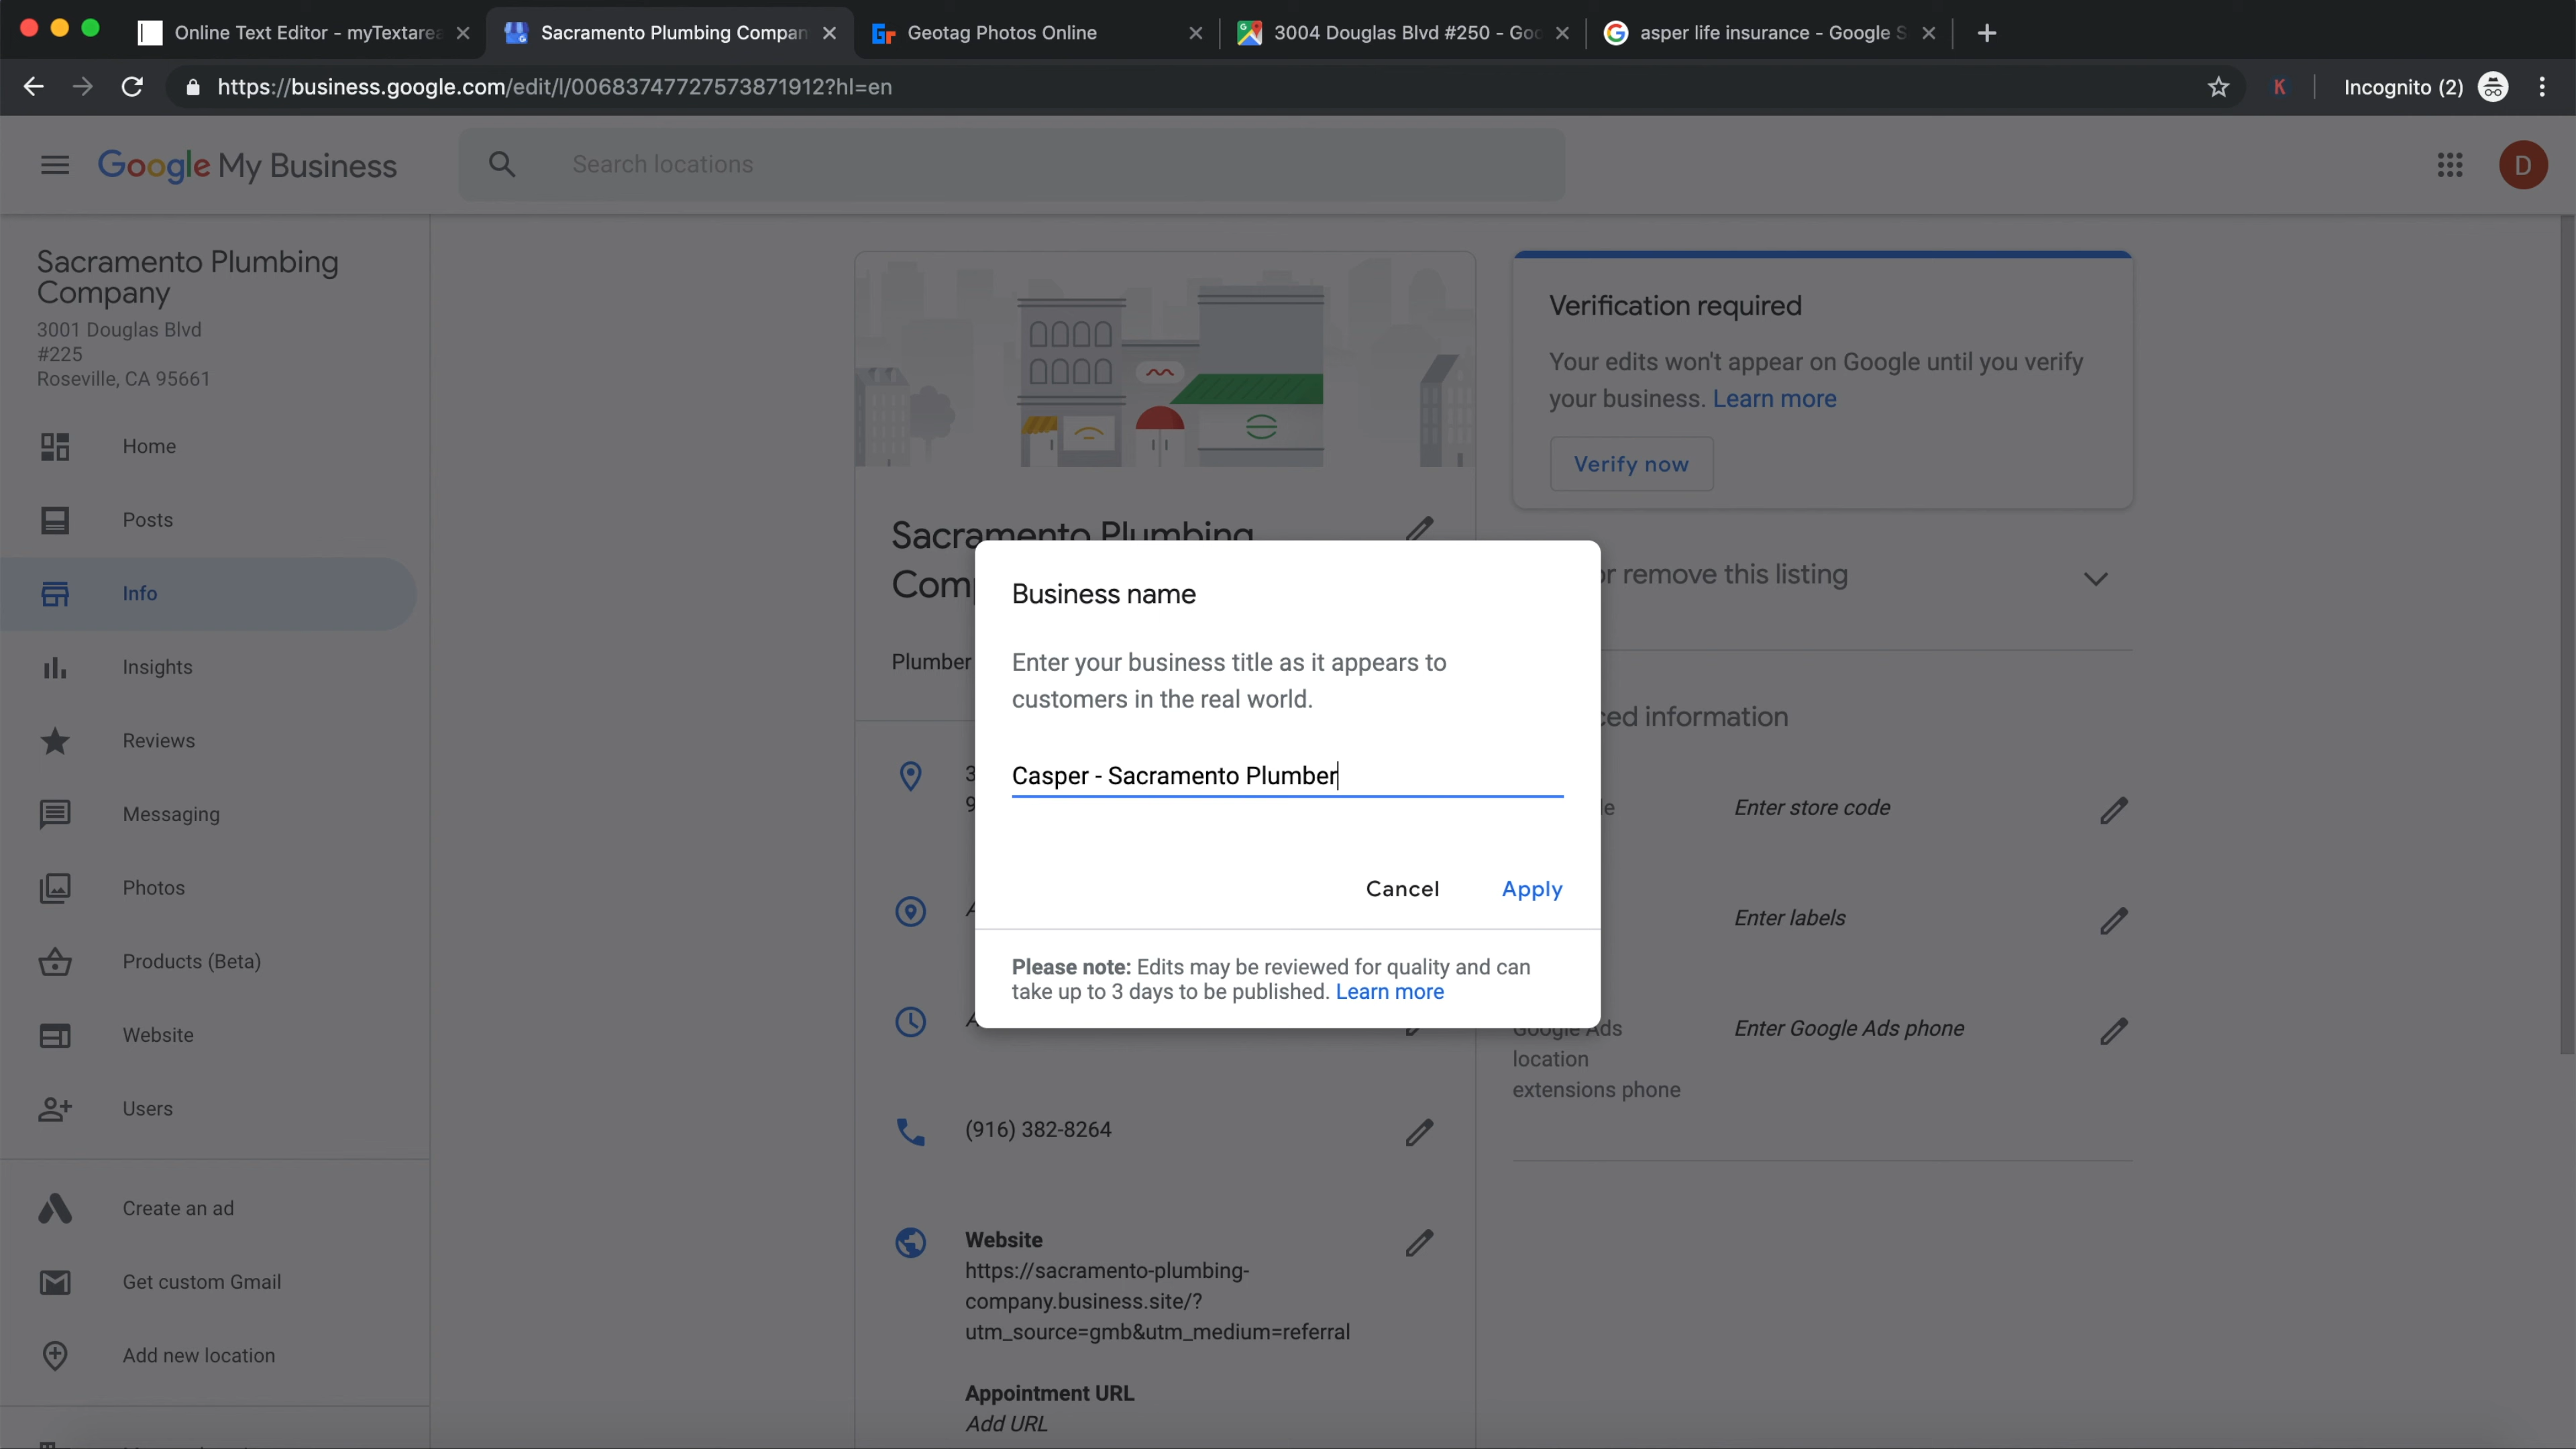 Online Text Editor - myTextarea
Sacramento Plumbing Compan
Geotag Photos Online
3004 Douglas Blvd #250 - Goo
asper life insurance - Google S
https://business.google.com/edit/l/00683747727573871912?hl=en
K
Incognito (2)
Google My Business
Search locations
D
Sacramento Plumbing
Company
3001 Douglas Blvd
#225
Roseville, CA 95661
Home
Posts
Info
Insights
Reviews
Messaging
Photos
Products (Beta)
Website
Users
Create an ad
Get custom Gmail
Add new location
Sacramento Plumbing
Com
Plumber
3
9
A
A
(916) 382-8264
Website
https://sacramento-plumbing-
company.business.site/?
utm_source=gmb&utm_medium=referral
Appointment URL
Add URL
Business name
Enter your business title as it appears to
customers in the real world.
Casper - Sacramento Plumber
Cancel Apply
Please note: Edits may be reviewed for quality and can
take up to 3 days to be published. Learn more
Verification required
Your edits won't appear on Google until you verify
your business. Learn more
Verify now
or remove this listing
ced information
e Enter store code
Enter labels
Google Ads Enter Google Ads phone
location
extensions phone